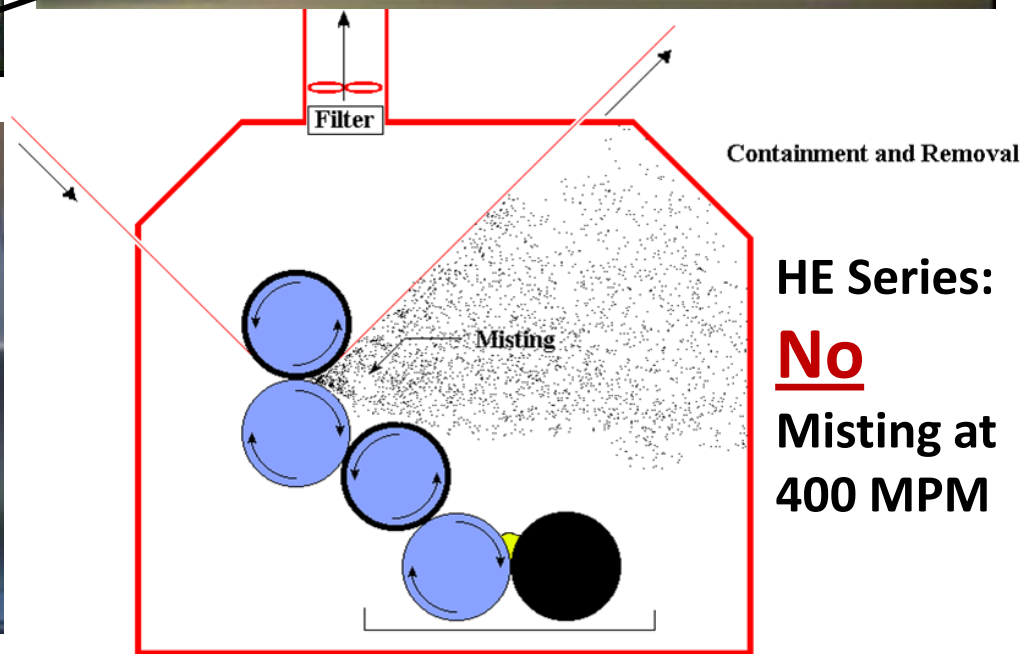 Filter
Containment and Removal
Misting
HE Series:
No
Misting at
400 MPM